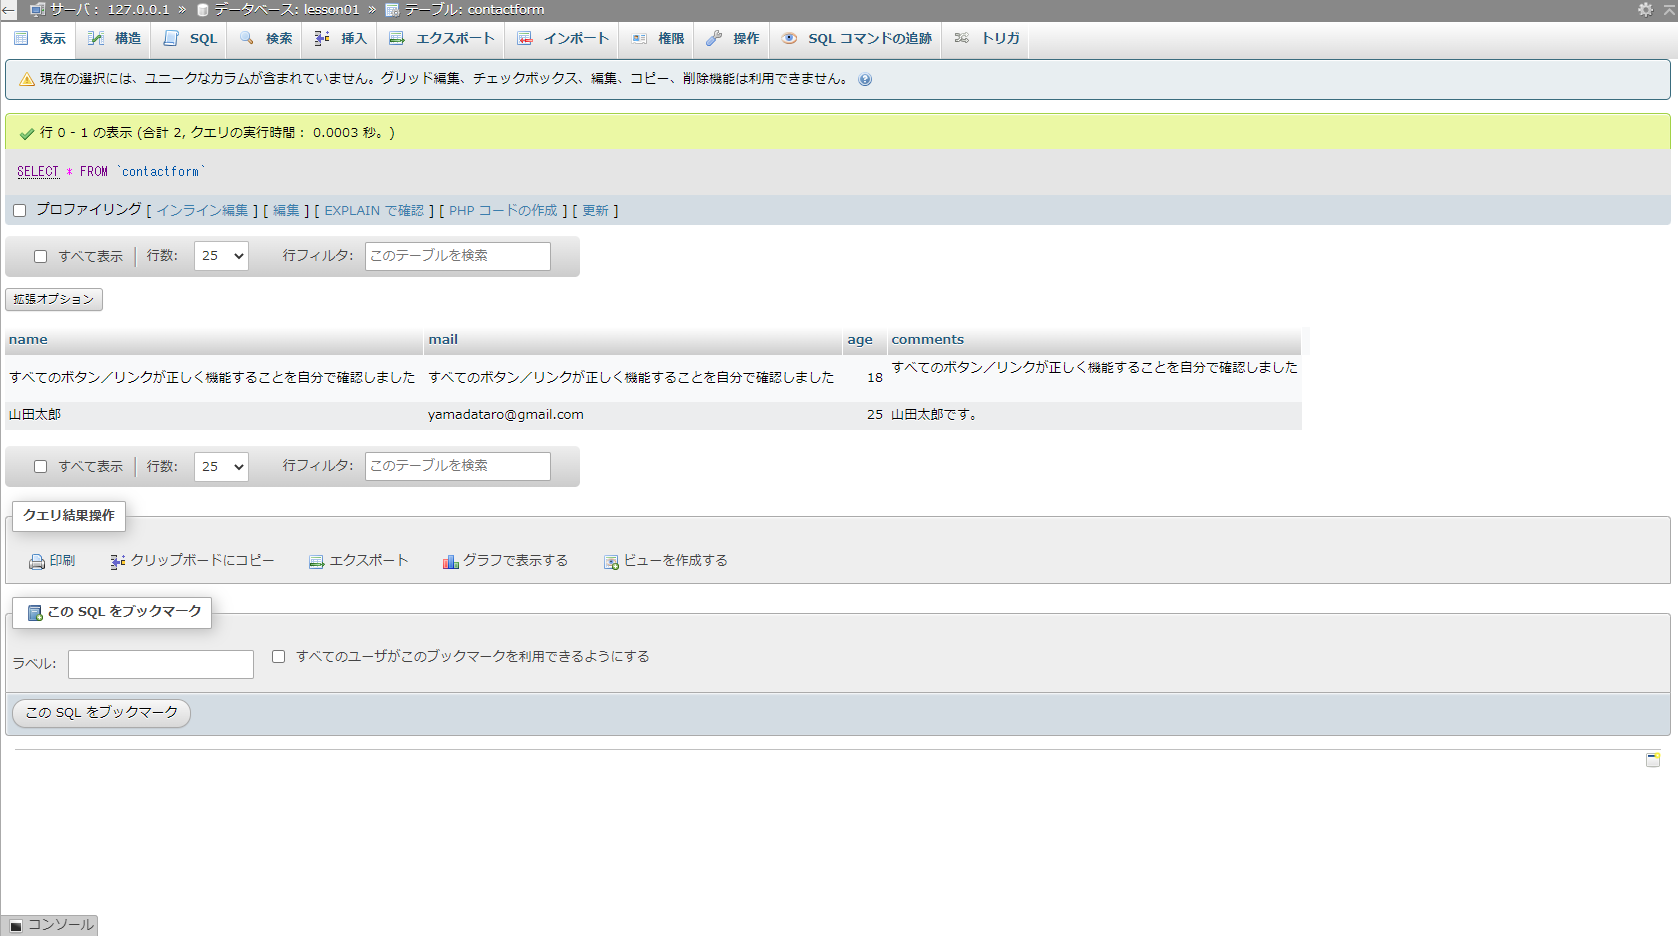 サーバ： 127.0.0.1 » データベース: lesson01 » テーブル: contactform
表示 構造 SQL 検索 挿入 エクスポート インポート 権限 操作 SQL コマンドの追跡 トリガ
現在の選択には、ユニークなカラムが含まれていません。グリッド編集、チェックボックス、編集、コピー、削除機能は利用できません。
行 0 - 1 の表示 (合計 2, クエリの実行時間： 0.0003 秒。)
SELECT * FROM `contactform`
プロファイリング [ インライン編集 ] [ 編集 ] [ EXPLAIN で確認 ] [ PHP コードの作成 ] [ 更新 ]
すべて表示 行数: 25 行フィルタ: このテーブルを検索
拡張オプション
name mail age comments
すべてのボタン／リンクが正しく機能することを自分で確認しました すべてのボタン／リンクが正しく機能することを自分で確認しました 18 すべてのボタン／リンクが正しく機能することを自分で確認しました
山田太郎 yamadataro@gmail.com 25 山田太郎です。
すべて表示 行数: 25 行フィルタ: このテーブルを検索
クエリ結果操作
印刷 クリップボードにコピー エクスポート グラフで表示する ビューを作成する
この SQL をブックマーク
ラベル: すべてのユーザがこのブックマークを利用できるようにする
この SQL をブックマーク
コンソール